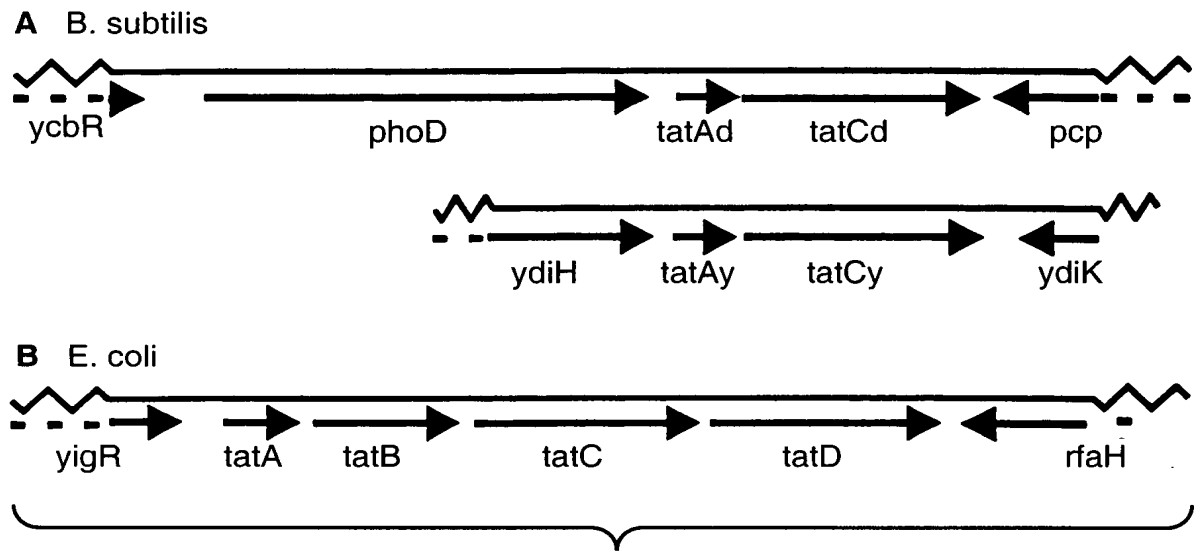 A B. subtilis
ycbR phoD tatAd tatCd pcp
ydiH tatAy tatCy ydiK
B E. coli
yigR tatA tatB tatC tatD rfaH